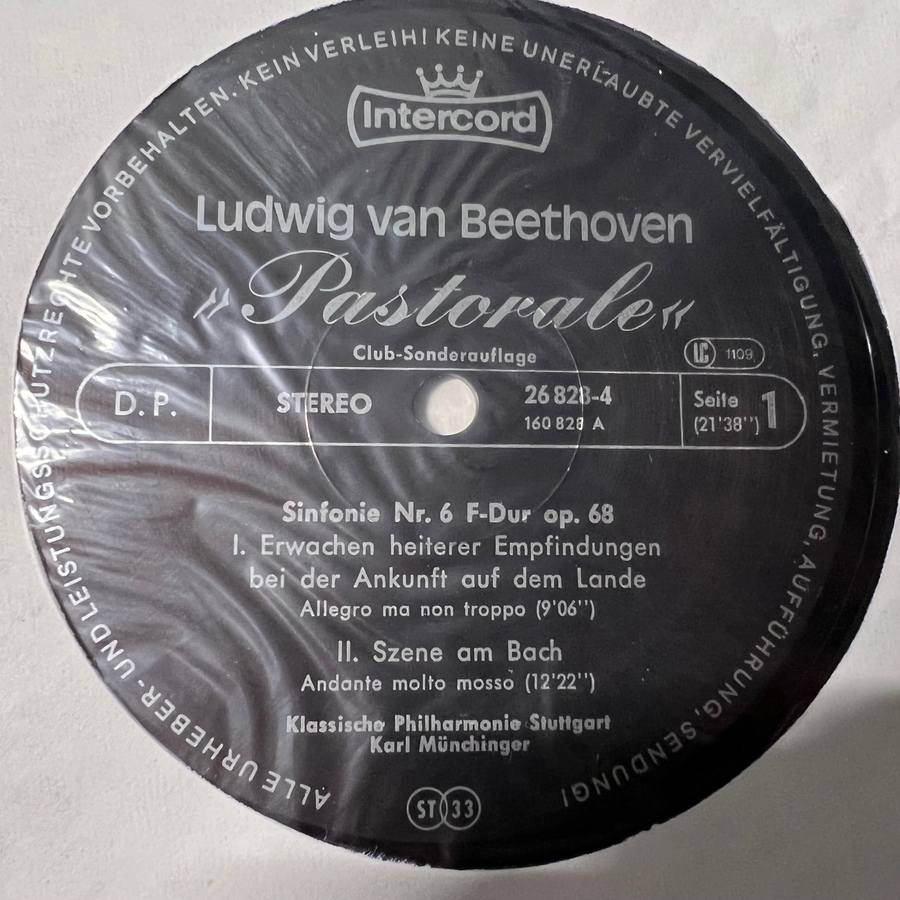 ALLE URHEBER- UND LEISTUNGSSCHUTZRECHTE VORBEHALTEN. KEIN VERLEIH! KEINE UNERLAUBTE VERVIELFÄLTIGUNG, VERMIETUNG, AUFFÜHRUNG, SENDUNG!
Intercord
Ludwig van Beethoven
»Pastorale«
Club-Sonderauflage
LC 1109
D. P.
STEREO
26 828-4
160 828 A
Seite 1
(21'38'')
Sinfonie Nr. 6 F-Dur op. 68
I. Erwachen heiterer Empfindungen
bei der Ankunft auf dem Lande
Allegro ma non troppo (9'06'')
II. Szene am Bach
Andante molto mosso (12'22'')
Klassische Philharmonie Stuttgart
Karl Münchinger
ST 33